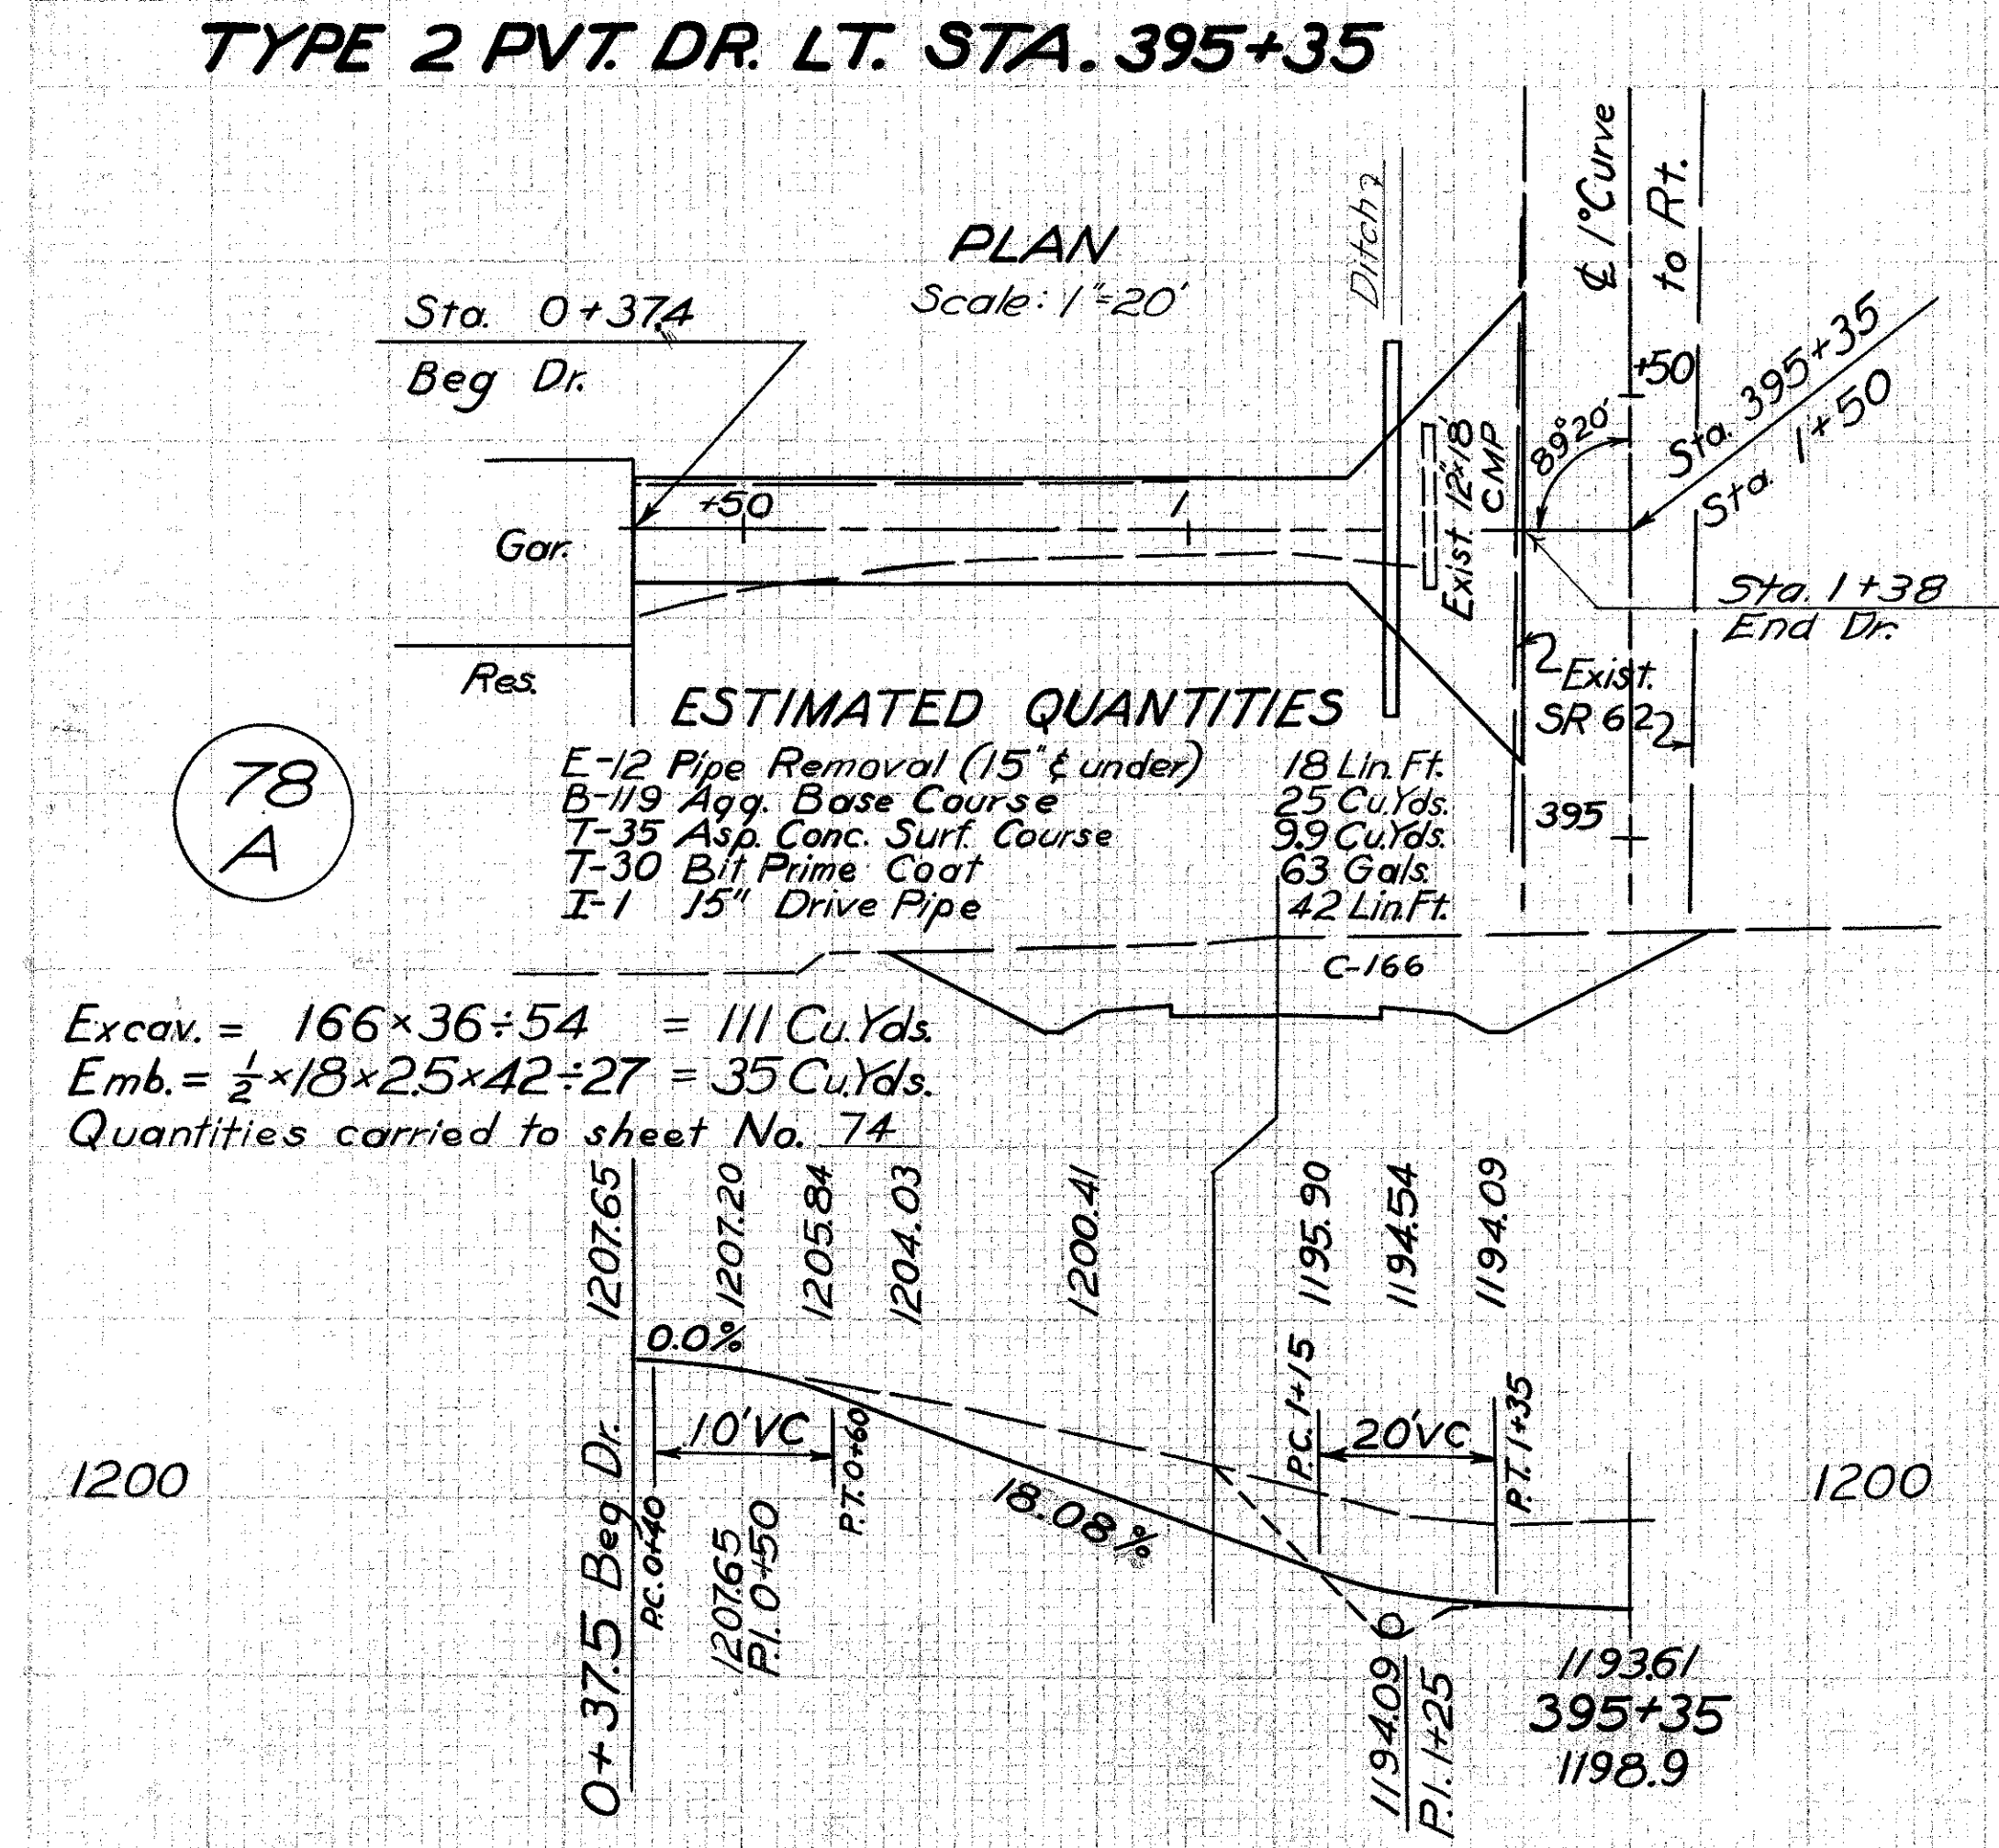 TYPE 2 PVT. DR. LT. STA. 395+35
PLAN
Scale: 1"=20'
Ditch
℄ 1° Curve
to Rt.
Sta. 0+37.4
Beg Dr.
+50
Sta. 395+35
Sta. 1+50
89°20'
+50
1
Gar.
Exist. 12"x18'
CMP
Sta. 1+38
End Dr.
Res.
Exist.
SR 62
395
78
A
ESTIMATED QUANTITIES
E-12 Pipe Removal (15" & under) 18 Lin. Ft.
B-119 Agg. Base Course 25 Cu.Yds.
T-35 Asp. Conc. Surf. Course 9.9 Cu.Yds.
T-30 Bit Prime Coat 63 Gals.
I-1 15" Drive Pipe 42 Lin.Ft.
C-166
Excav. = 166×36÷54 = 111 Cu.Yds.
Emb. = 1/2 ×18×2.5×42÷27 = 35 Cu.Yds.
Quantities carried to sheet No. 74
1207.65
1207.20
1205.84
1204.03
1200.41
1195.90
1194.54
1194.09
0.0%
10'VC
20'VC
P.C. 1+15
P.T. 1+35
P.T. 0+60
P.C. 0+40
1200
1200
18.08%
0+37.5 Beg Dr.
1207.65
P.I. 0+50
1194.09
P.I. 1+25
1193.61
395+35
1198.9